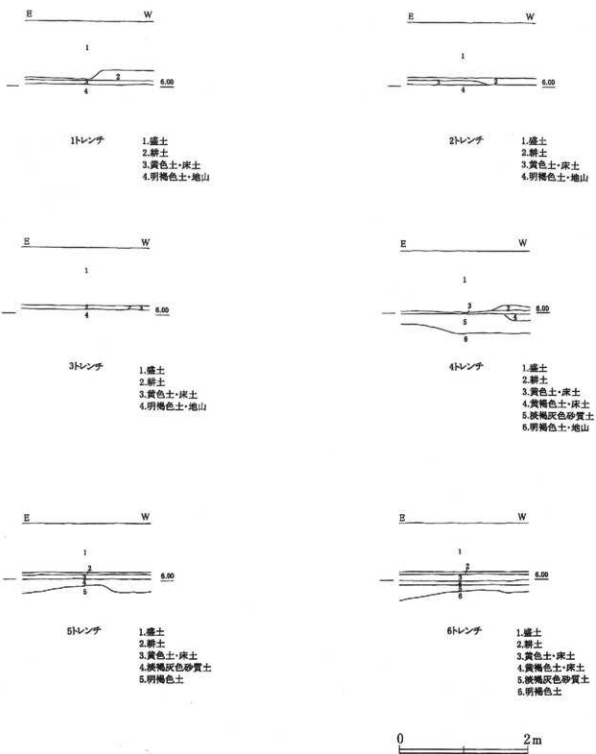 E W
1
2
3
4
6.00
1トレンチ
1.盛土
2.耕土
3.黄色土・床土
4.明褐色土・地山
E W
1
3 2
4
6.00
2トレンチ
1.盛土
2.耕土
3.黄色土・床土
4.明褐色土・地山
E W
1
2 3
4
6.00
3トレンチ
1.盛土
2.耕土
3.黄色土・床土
4.明褐色土・地山
E W
1
3 2
4
5
6
6.00
4トレンチ
1.盛土
2.耕土
3.黄色土・床土
4.黄褐色土・床土
5.淡褐灰色砂質土
6.明褐色土・地山
E W
1
2
3
4
5
6.00
5トレンチ
1.盛土
2.耕土
3.黄色土・床土
4.淡褐灰色砂質土
5.明褐色土
E W
1
2
3
4
5
6
6.00
6トレンチ
1.盛土
2.耕土
3.黄色土・床土
4.黄褐色土・床土
5.淡褐灰色砂質土
6.明褐色土
0 2m